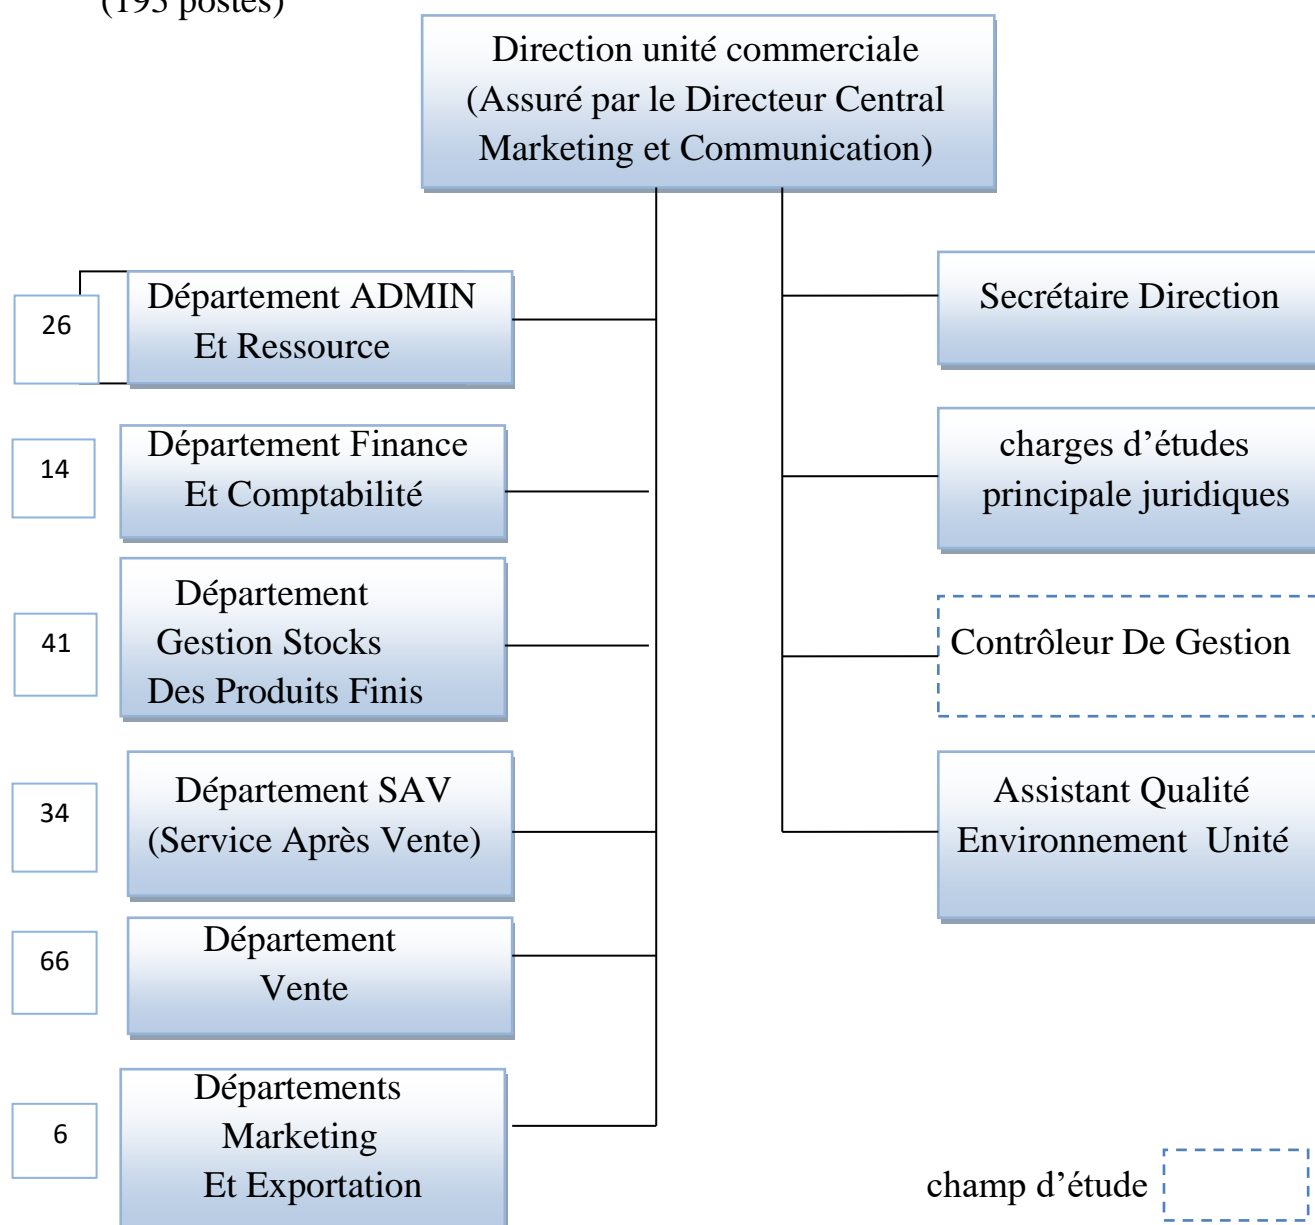 (195 postes)
Direction unité commerciale
(Assuré par le Directeur Central
Marketing et Communication)
26
Département ADMIN
Et Ressource
14
Département Finance
Et Comptabilité
41
Département
Gestion Stocks
Des Produits Finis
34
Département SAV
(Service Après Vente)
66
Département
Vente
6
Départements
Marketing
Et Exportation
Secrétaire Direction
charges d’études
principale juridiques
Contrôleur De Gestion
Assistant Qualité
Environnement Unité
champ d’étude